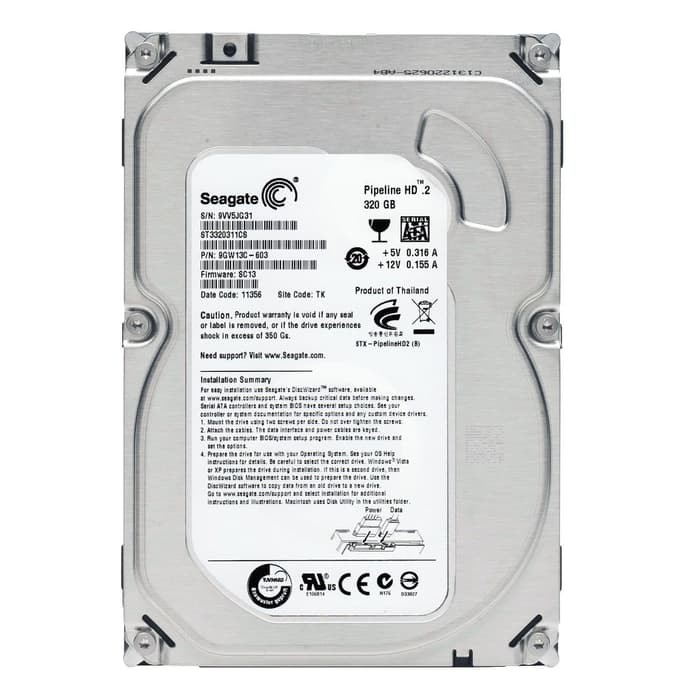 C1312220625-AB4
Seagate
Pipeline HD™.2
320 GB
S/N: 9VV5JG31
ST3320311CS
P/N: 9GW13C-603
Firmware: SC13
Date Code: 11356 Site Code: TK
SERIAL
SATA
20
+5V 0.316 A
+12V 0.155 A
Product of Thailand
Caution. Product warranty is void if any seal
or label is removed, or if the drive experiences
shock in excess of 350 Gs.
Need support? Visit www.Seagate.com.
STX-PipelineHD2 (B)
Installation Summary
For easy installation use Seagate's DiscWizard™ software, available
at www.seagate.com/support. Always backup critical data before making changes.
Serial ATA controllers and system BIOS have several setup choices. See your
controller or system documentation for specific options and any custom device drivers.
1. Mount the drive using two screws per side. Do not over tighten the screws.
2. Attach the cables. The data interface and power cables are keyed.
3. Run your computer BIOS/system setup program. Enable the new drive and
set the options.
4. Prepare the drive for use with your Operating System. See your OS Help
instructions for details. Be careful to select the correct drive. Windows® Vista
or XP prepares the drive during installation. If this is a second drive, then
Windows Disk Management can be used to prepare the drive. Use the
DiscWizard software to copy data from an old drive to a new drive.
Go to www.seagate.com/support and select installation for additional
instructions and illustrations. Macintosh uses Disk Utility in the utilities folder.
Power Data
c RU® US
E106814
CE
N176
D33027